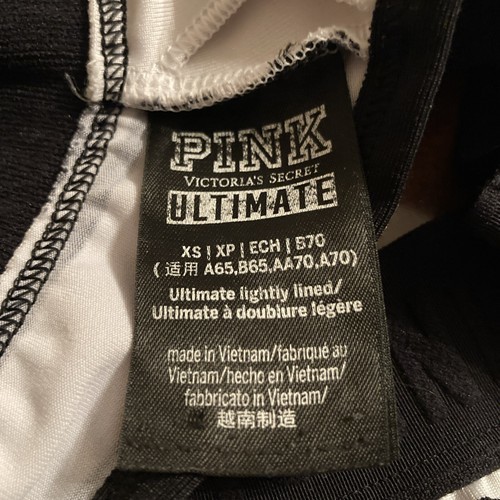 PINK
VICTORIA'S SECRET
ULTIMATE
XS | XP | ECH | B70
(适用 A65,B65,AA70,A70)
Ultimate lightly lined/
Ultimate à doublure légère
made in Vietnam/fabriqué au
Vietnam/hecho en Vietnam/
fabbricato in Vietnam/
越南制造